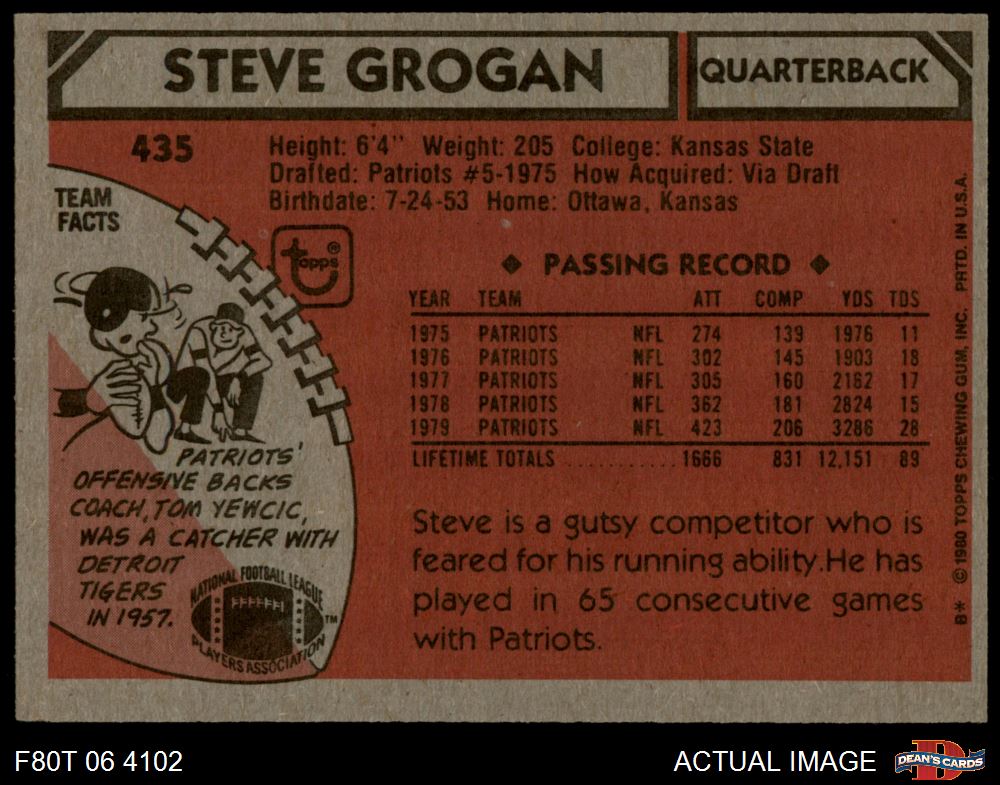 STEVE GROGAN
QUARTERBACK
435
Height: 6'4" Weight: 205 College: Kansas State
Drafted: Patriots #5-1975 How Acquired: Via Draft
Birthdate: 7-24-53 Home: Ottawa, Kansas
TEAM
FACTS
topps®
◆ PASSING RECORD ◆
YEAR TEAM ATT COMP YDS TDS
1975 PATRIOTS NFL 274 139 1976 11
1976 PATRIOTS NFL 302 145 1903 18
1977 PATRIOTS NFL 305 160 2162 17
1978 PATRIOTS NFL 362 181 2824 15
1979 PATRIOTS NFL 423 206 3286 28
LIFETIME TOTALS ........... 1666 831 12,151 89
PATRIOTS'
OFFENSIVE BACKS
COACH, TOM YEWCIC,
WAS A CATCHER WITH
DETROIT
TIGERS
IN 1957.
NATIONAL FOOTBALL LEAGUE
PLAYERS ASSOCIATION
TM
Steve is a gutsy competitor who is
feared for his running ability.He has
played in 65 consecutive games
with Patriots.
B* © 1980 TOPPS CHEWING GUM, INC. PRTD. IN U.S.A.
F80T 06 4102
ACTUAL IMAGE
D
DEAN'S CARDS